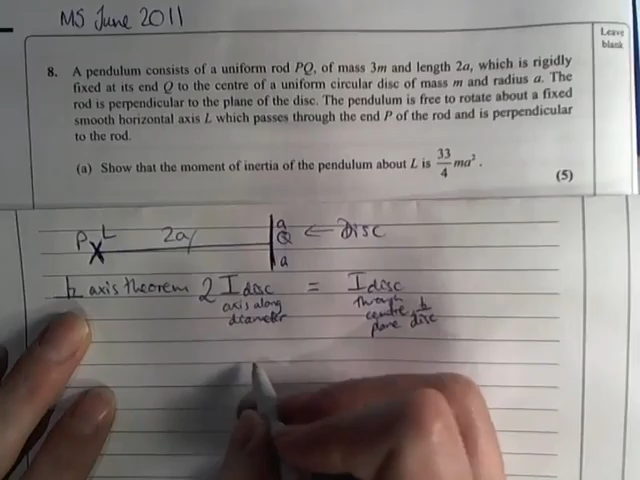 MS June 2011
Leave
blank
8. A pendulum consists of a uniform rod PQ, of mass 3m and length 2a, which is rigidly
fixed at its end Q to the centre of a uniform circular disc of mass m and radius a. The
rod is perpendicular to the plane of the disc. The pendulum is free to rotate about a fixed
smooth horizontal axis L which passes through the end P of the rod and is perpendicular
to the rod.
(a) Show that the moment of inertia of the pendulum about L is 33/4 ma².
(5)
P L 2a a Q a ← Disc
axis theorem 2 I disc = I disc
axis along
diameter
through
centre ⊥
plane disc